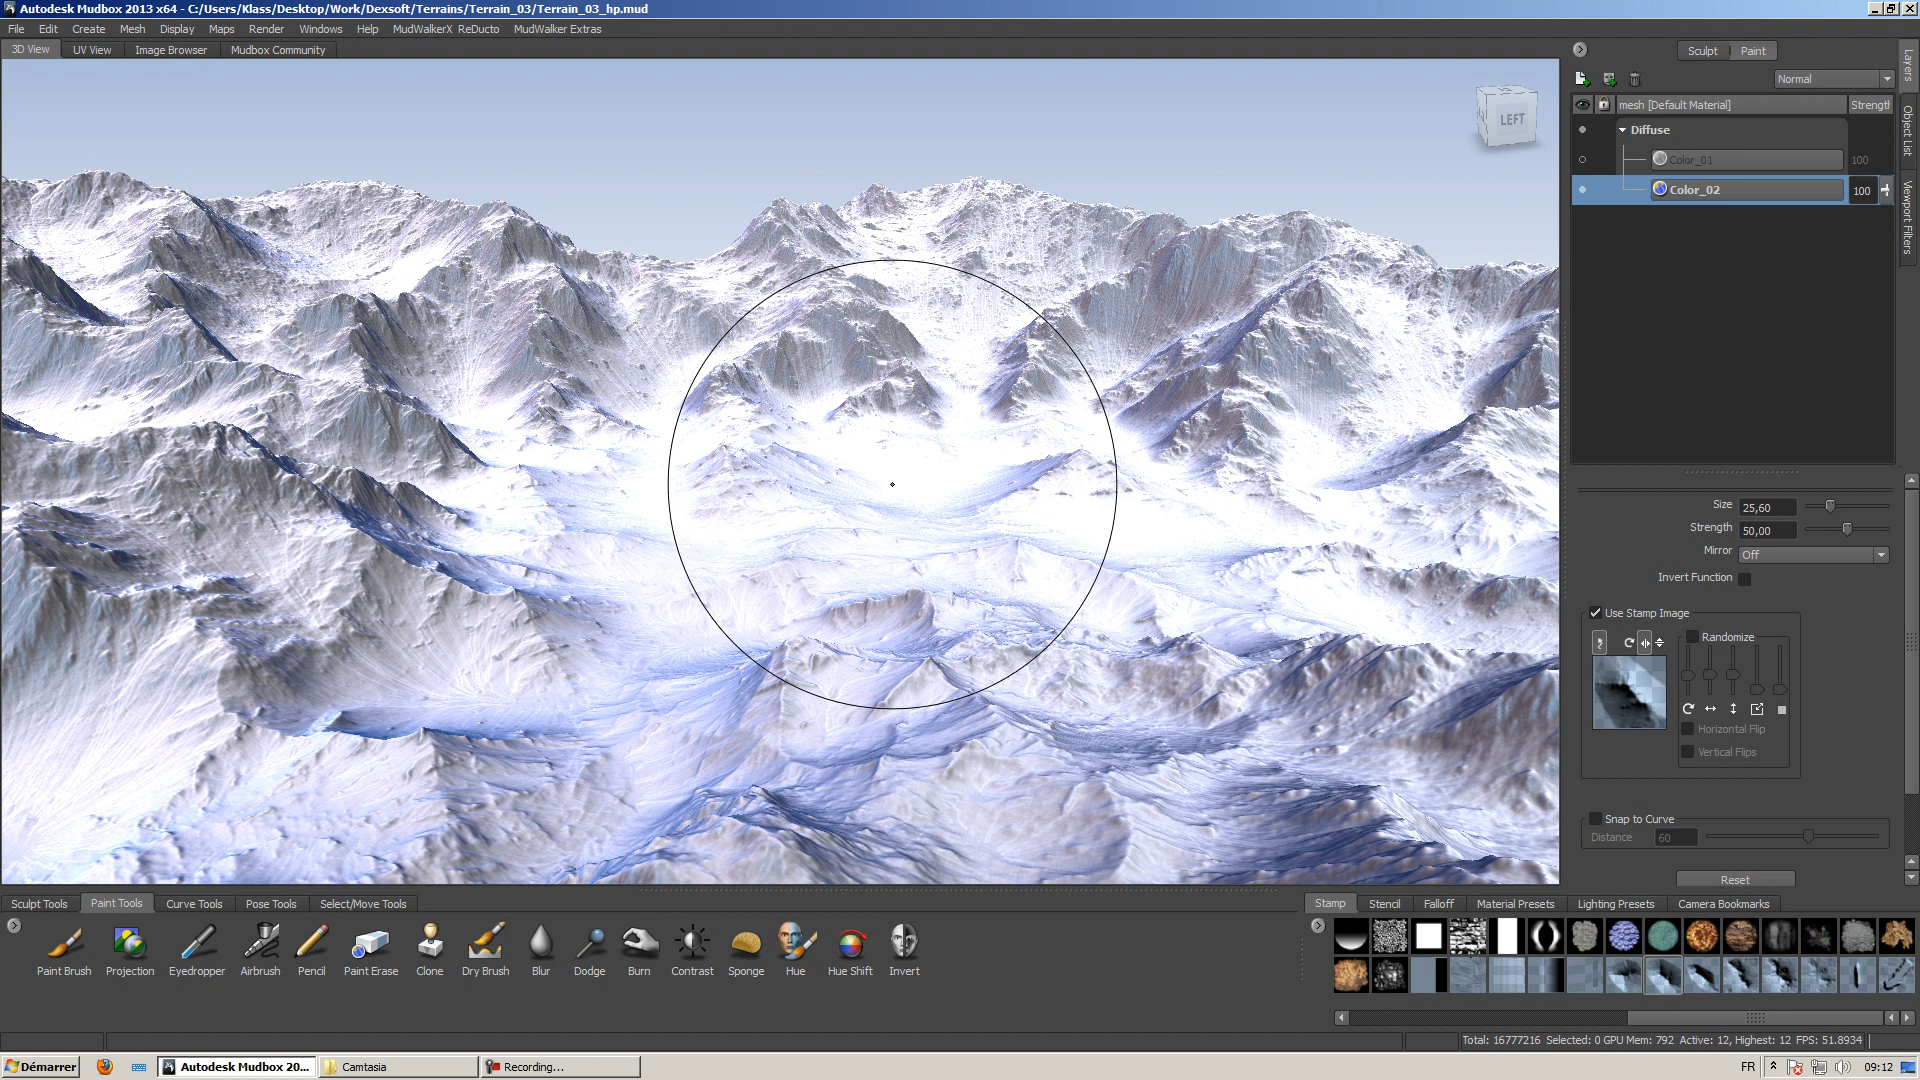 Autodesk Mudbox 2013 x64 - C:/Users/Klass/Desktop/Work/Dexsoft/Terrains/Terrain_03/Terrain_03_hp.mud
File Edit Create Mesh Display Maps Render Windows Help MudWalkerX ReDucto MudWalker Extras
3D View UV View Image Browser Mudbox Community
Sculpt Paint
Normal
mesh [Default Material] Strength
Diffuse
Color_01 100
Color_02 100
Layers
Object List
Viewport Filters
LEFT
Size 25,60
Strength 50,00
Mirror Off
Invert Function
Use Stamp Image
Randomize
Horizontal Flip
Vertical Flips
Snap to Curve
Distance 60
Reset
Sculpt Tools Paint Tools Curve Tools Pose Tools Select/Move Tools
Stamp Stencil Falloff Material Presets Lighting Presets Camera Bookmarks
Paint Brush Projection Eyedropper Airbrush Pencil Paint Erase Clone Dry Brush Blur Dodge Burn Contrast Sponge Hue Hue Shift Invert
Total: 16777216 Selected: 0 GPU Mem: 792 Active: 12, Highest: 12 FPS: 51.8934
Démarrer Autodesk Mudbox 20... Camtasia Recording... FR 09:12